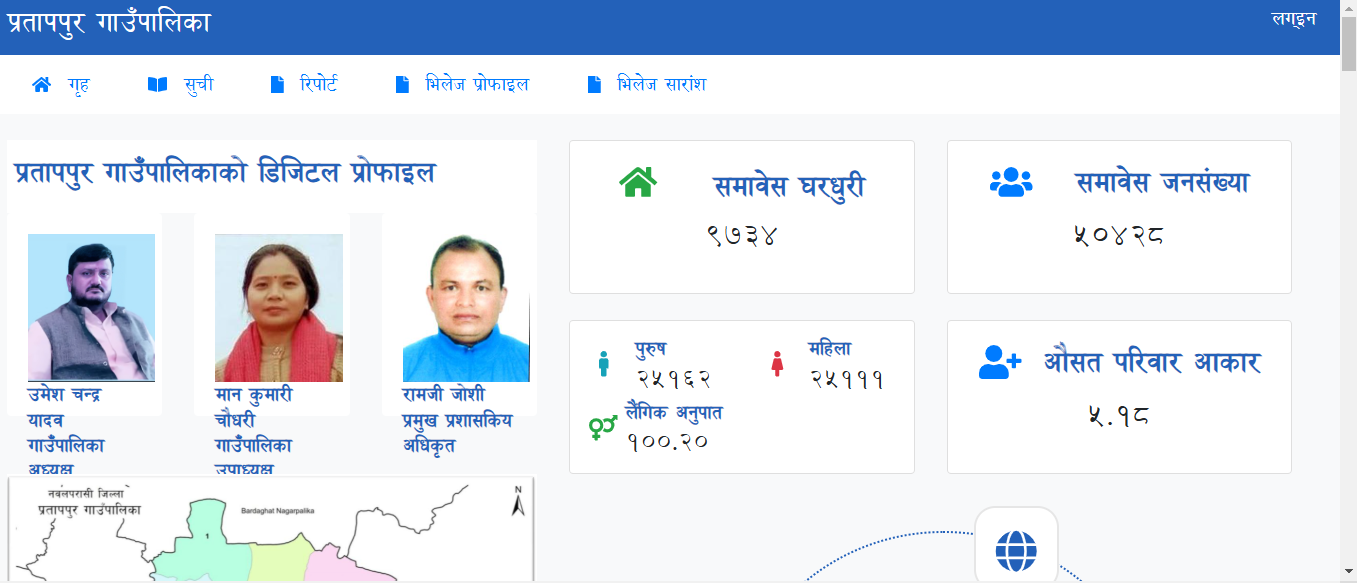 प्रतापपुर गाउँपालिका
लगइन
गृह
सुची
रिपोर्ट
भिलेज प्रोफाइल
भिलेज सारांश
प्रतापपुर गाउँपालिकाको डिजिटल प्रोफाइल
उमेश चन्द्र
यादव
गाउँपालिका
अध्यक्ष
मान कुमारी
चौधरी
गाउँपालिका
उपाध्यक्ष
रामजी जोशी
प्रमुख प्रशासकिय
अधिकृत
समावेस घरधुरी
९७३४
समावेस जनसंख्या
५०४२८
पुरुष
२५१६२
महिला
२५१११
लैंगिक अनुपात
१००.२०
औसत परिवार आकार
५.१८
नवलपरासी जिल्ला
प्रतापपुर गाउँपालिका
Bardaghat Nagarpalika
N
1